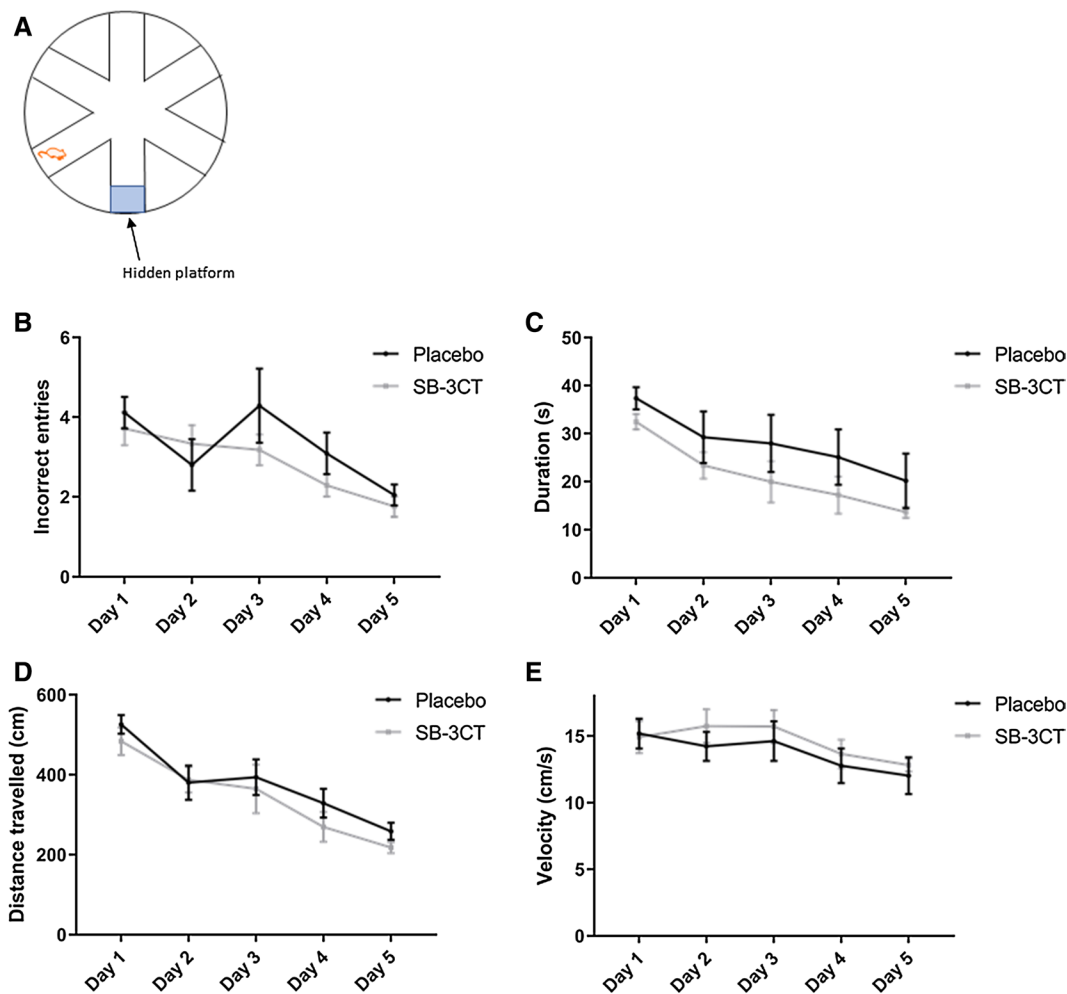 A
Hidden platform
B
Incorrect entries
6
4
2
0
Day 1
Day 2
Day 3
Day 4
Day 5
Placebo
SB-3CT
C
Duration (s)
50
40
30
20
10
0
Day 1
Day 2
Day 3
Day 4
Day 5
Placebo
SB-3CT
D
Distance travelled (cm)
600
400
200
0
Day 1
Day 2
Day 3
Day 4
Day 5
Placebo
SB-3CT
E
Velocity (cm/s)
15
10
5
0
Day 1
Day 2
Day 3
Day 4
Day 5
Placebo
SB-3CT